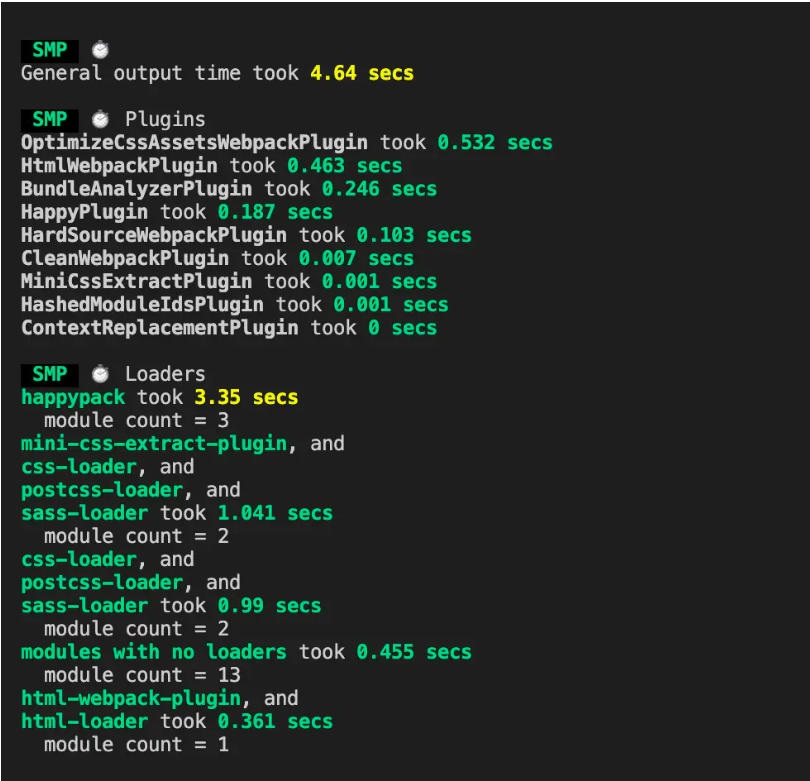 SMP ⏱
General output time took 4.64 secs
SMP ⏱ Plugins
OptimizeCssAssetsWebpackPlugin took 0.532 secs
HtmlWebpackPlugin took 0.463 secs
BundleAnalyzerPlugin took 0.246 secs
HappyPlugin took 0.187 secs
HardSourceWebpackPlugin took 0.103 secs
CleanWebpackPlugin took 0.007 secs
MiniCssExtractPlugin took 0.001 secs
HashedModuleIdsPlugin took 0.001 secs
ContextReplacementPlugin took 0 secs
SMP ⏱ Loaders
happypack took 3.35 secs
module count = 3
mini-css-extract-plugin, and
css-loader, and
postcss-loader, and
sass-loader took 1.041 secs
module count = 2
css-loader, and
postcss-loader, and
sass-loader took 0.99 secs
module count = 2
modules with no loaders took 0.455 secs
module count = 13
html-webpack-plugin, and
html-loader took 0.361 secs
module count = 1